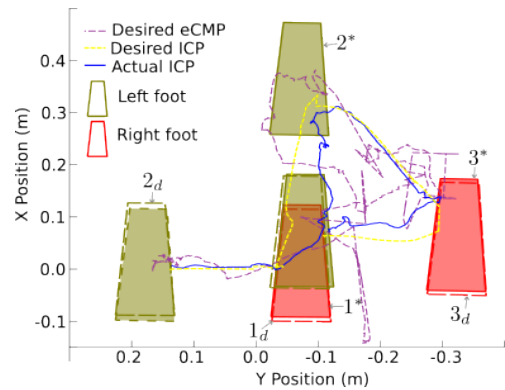 Desired eCMP
Desired ICP
Actual ICP
Left foot
Right foot
2*
3*
2d
1*
1d
3d
X Position (m)
0.4
0.3
0.2
0.1
0.0
-0.1
0.2
0.1
0.0
-0.1
-0.2
-0.3
Y Position (m)